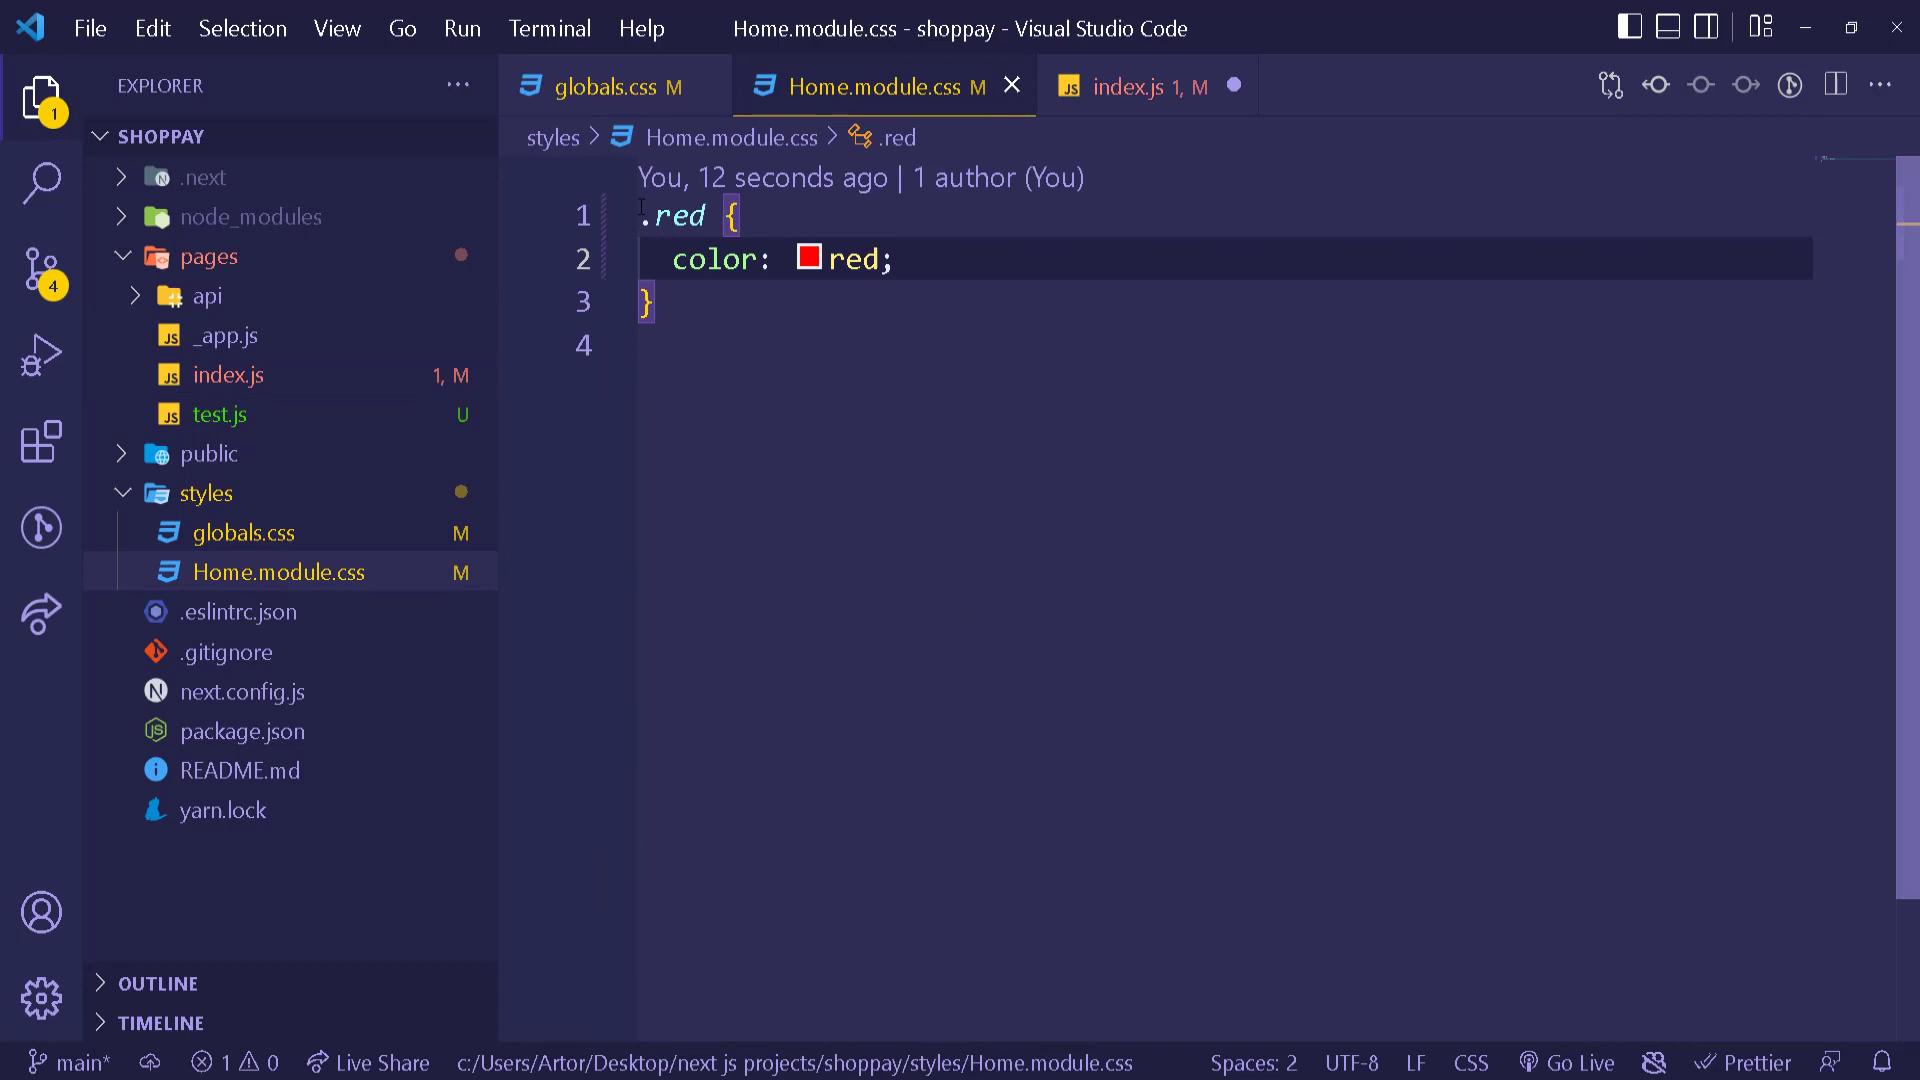 File Edit Selection View Go Run Terminal Help Home.module.css - shoppay - Visual Studio Code
EXPLORER
globals.css M Home.module.css M index.js 1, M
SHOPPAY
styles > Home.module.css > .red
.next
You, 12 seconds ago | 1 author (You)
node_modules
1 .red {
pages
2 color: red;
api
3 }
_app.js
4
index.js 1, M
test.js U
public
styles
globals.css M
Home.module.css M
.eslintrc.json
.gitignore
next.config.js
package.json
README.md
yarn.lock
OUTLINE
TIMELINE
1
4
main* 1 0 Live Share c:/Users/Artor/Desktop/next js projects/shoppay/styles/Home.module.css Spaces: 2 UTF-8 LF CSS Go Live Prettier